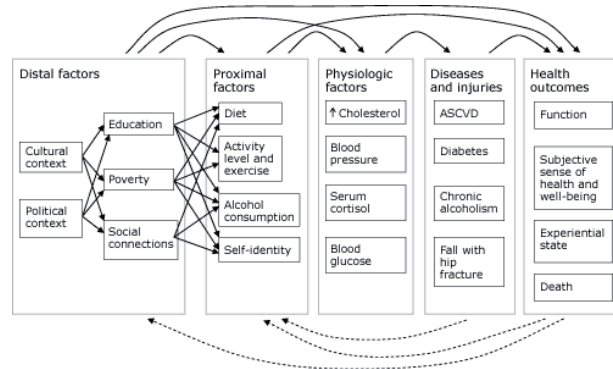 Distal factors
Cultural
context
Political
context
Education
Poverty
Social
connections
Proximal
factors
Diet
Activity
level and
exercise
Alcohol
consumption
Self-identity
Physiologic
factors
↑ Cholesterol
Blood
pressure
Serum
cortisol
Blood
glucose
Diseases
and injuries
ASCVD
Diabetes
Chronic
alcoholism
Fall with
hip
fracture
Health
outcomes
Function
Subjective
sense of
health and
well-being
Experiential
state
Death